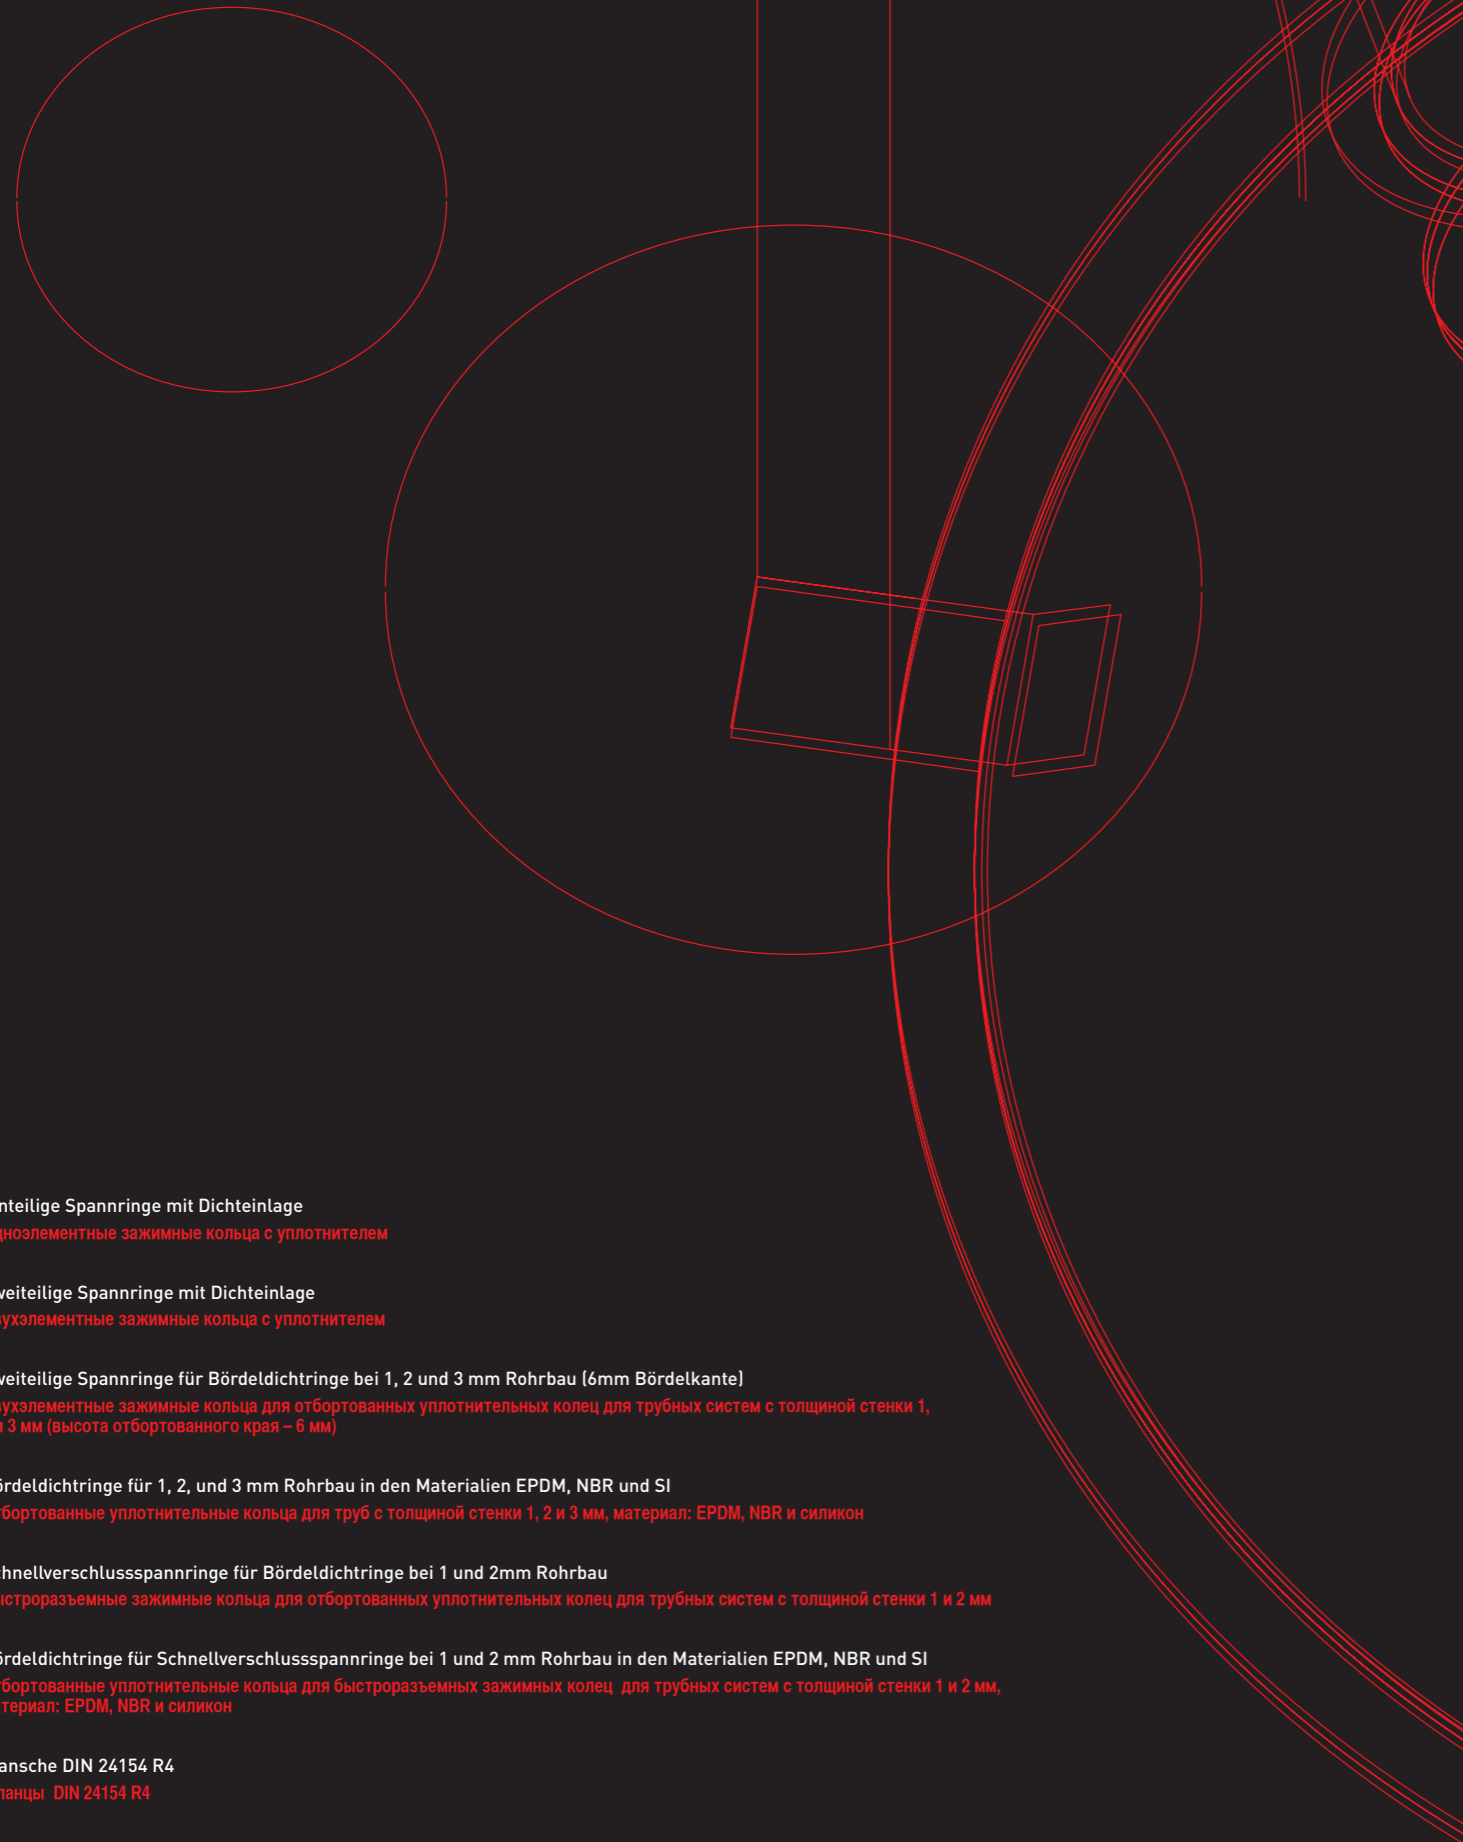 nteilige Spannringe mit Dichteinlage
дноэлементные зажимные кольца с уплотнителем
weiteilige Spannringe mit Dichteinlage
вухэлементные зажимные кольца с уплотнителем
weiteilige Spannringe für Bördeldichtringe bei 1, 2 und 3 mm Rohrbau (6mm Bördelkante)
вухэлементные зажимные кольца для отбортованных уплотнительных колец для трубных систем с толщиной стенки 1,
и 3 мм (высота отбортованного края – 6 мм)
ördeldichtringe für 1, 2, und 3 mm Rohrbau in den Materialien EPDM, NBR und SI
тбортованные уплотнительные кольца для труб с толщиной стенки 1, 2 и 3 мм, материал: EPDM, NBR и силикон
chnellverschlussspannringe für Bördeldichtringe bei 1 und 2mm Rohrbau
ыстроразъемные зажимные кольца для отбортованных уплотнительных колец для трубных систем с толщиной стенки 1 и 2 мм
ördeldichtringe für Schnellverschlussspannringe bei 1 und 2 mm Rohrbau in den Materialien EPDM, NBR und SI
тбортованные уплотнительные кольца для быстроразъемных зажимных колец для трубных систем с толщиной стенки 1 и 2 мм,
териал: EPDM, NBR и силикон
ansche DIN 24154 R4
ланцы DIN 24154 R4